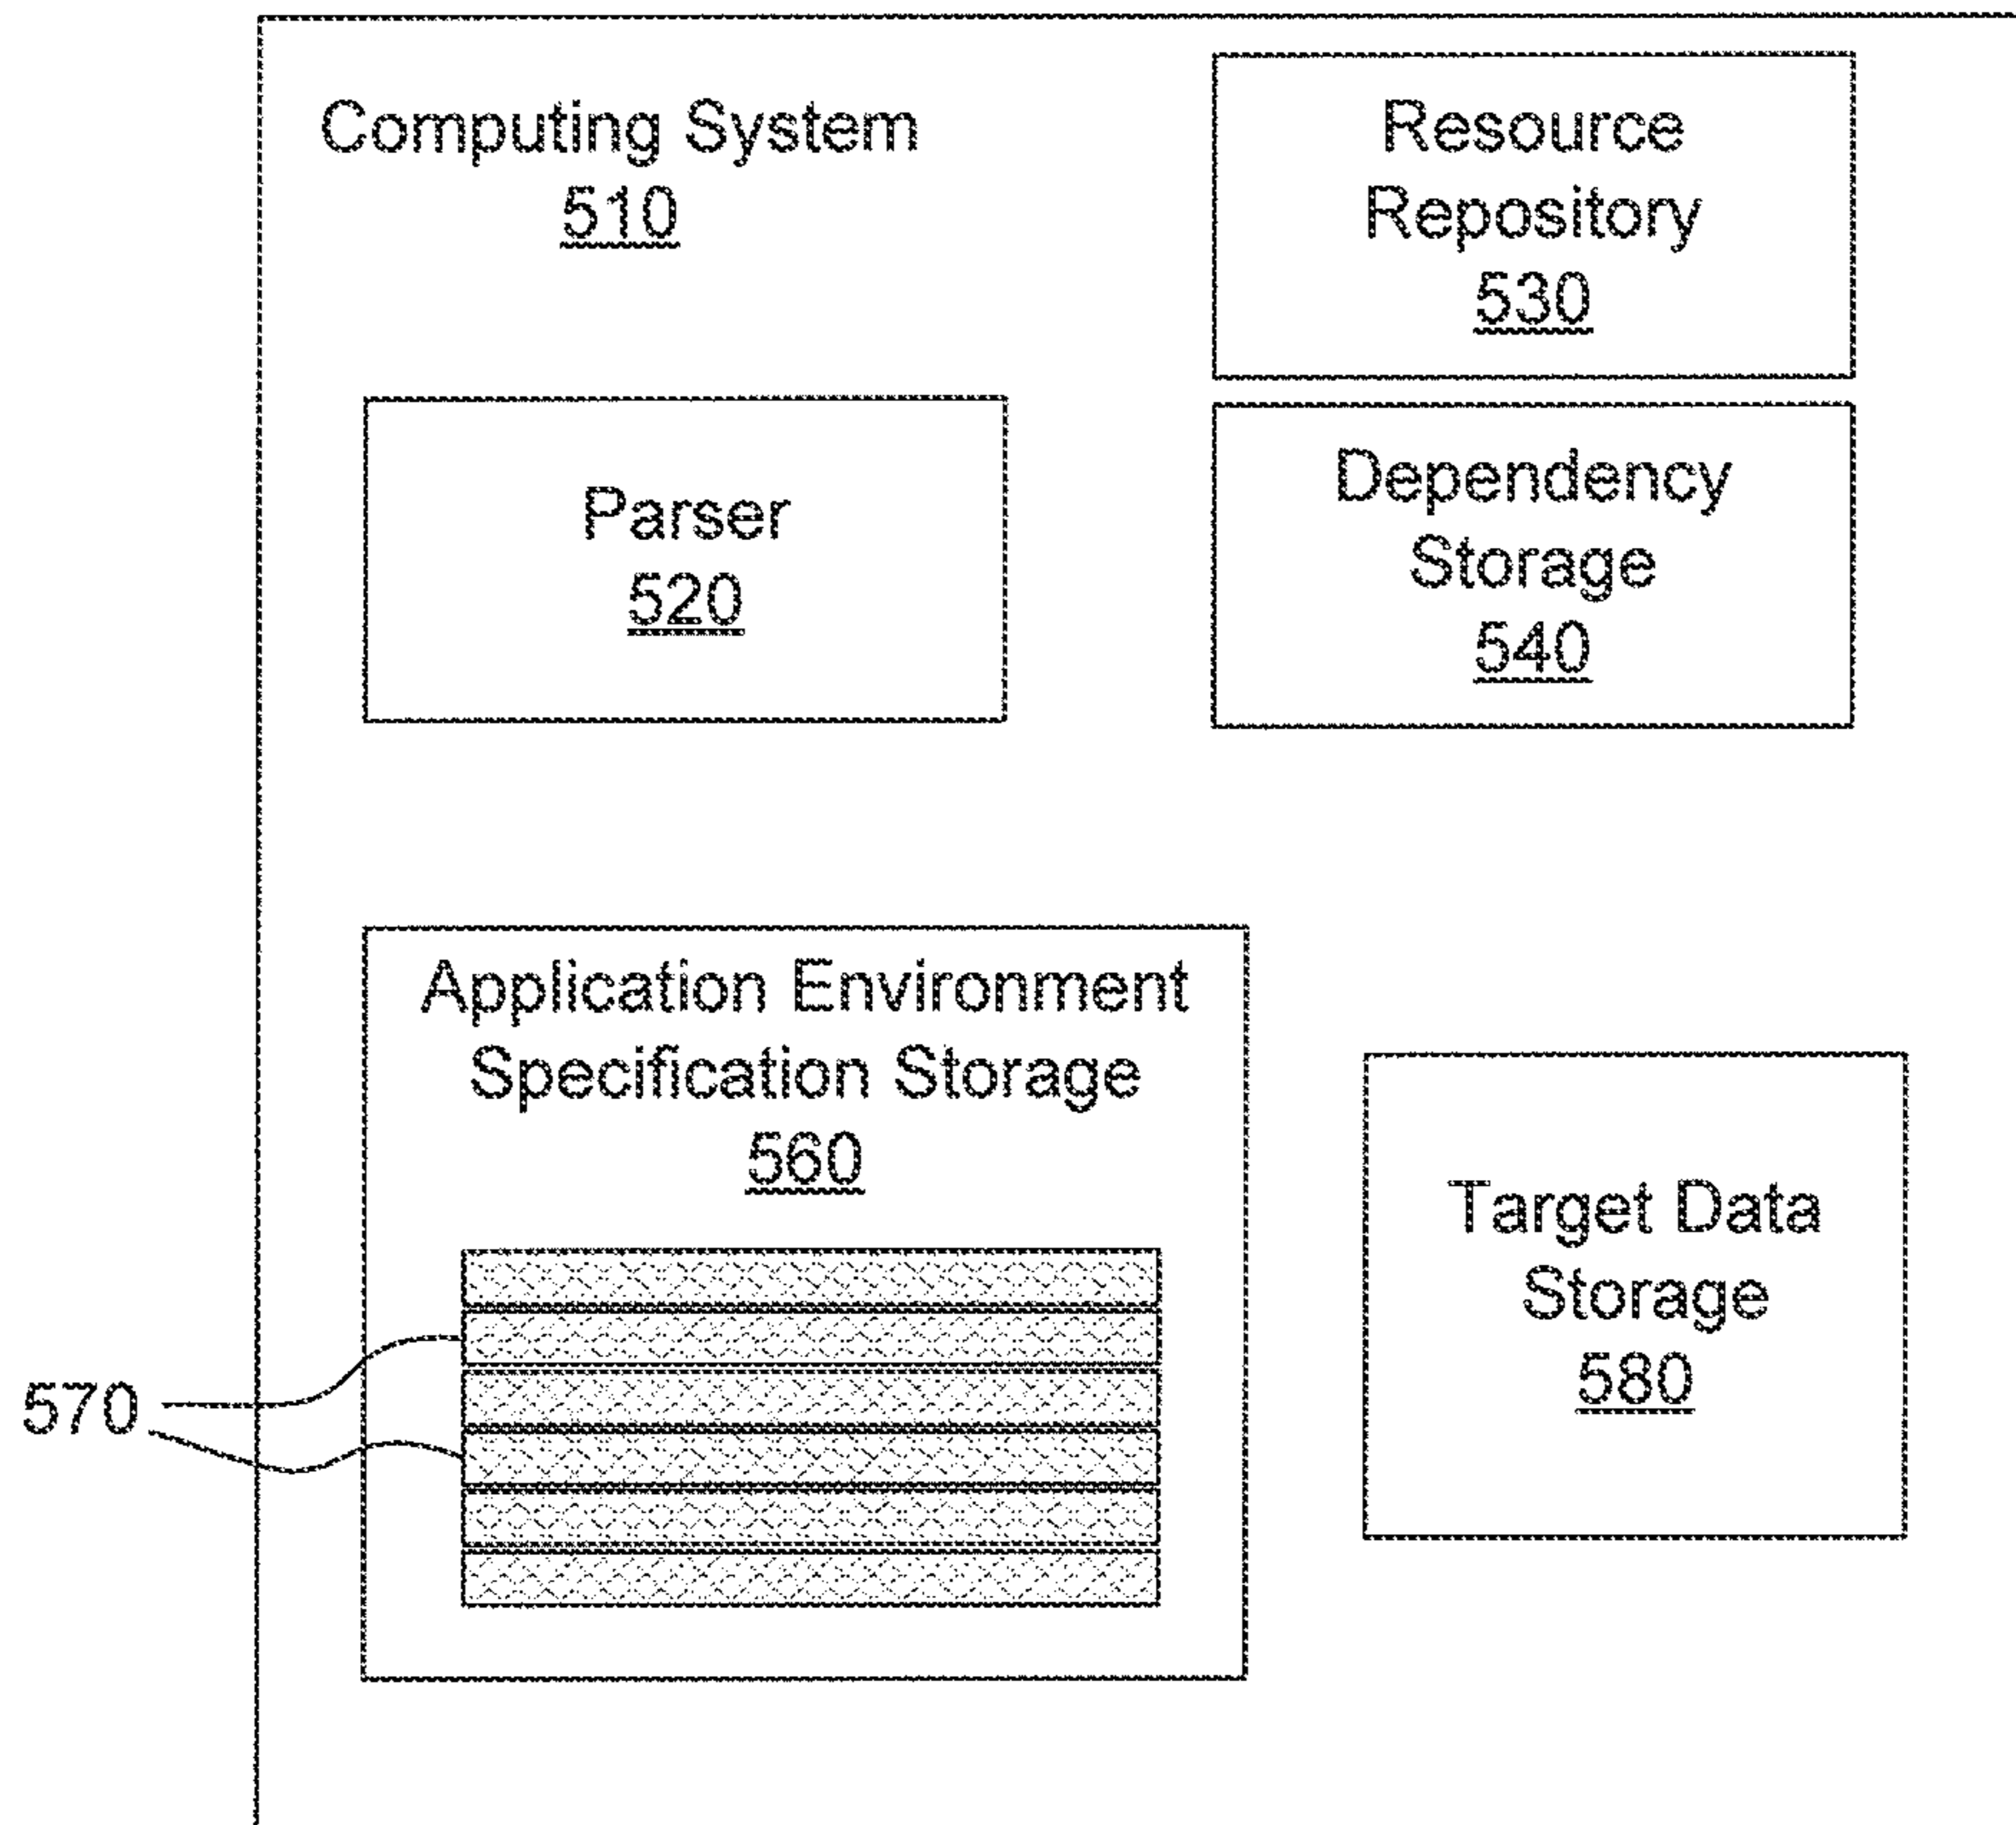 Computing System
510
Resource
Repository
530
Parser
520
Dependency
Storage
540
Application Environment
Specification Storage
560
570
Target Data
Storage
580